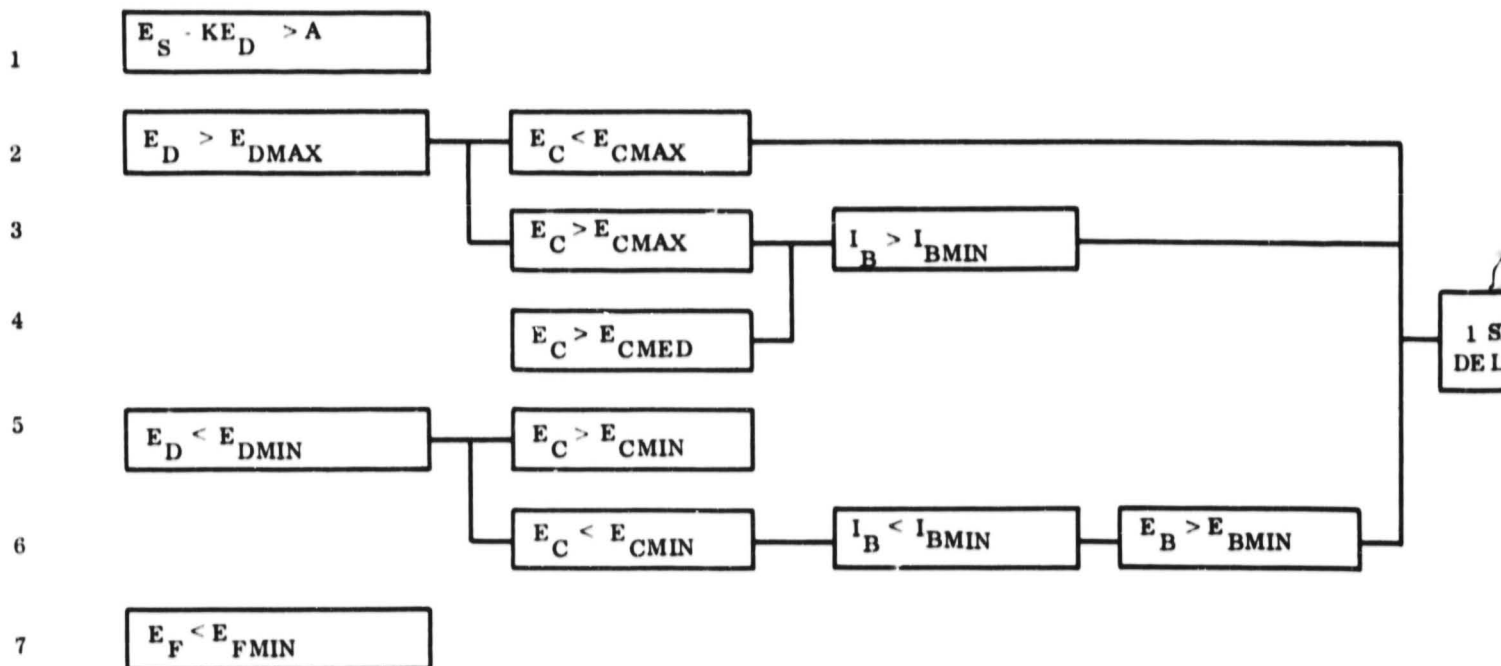 1 E_S - KE_D > A
2 E_D > E_DMAX E_C < E_CMAX
3 E_C > E_CMAX I_B > I_BMIN
4 E_C > E_CMED
1 S
DEL
5 E_D < E_DMIN E_C > E_CMIN
6 E_C < E_CMIN I_B < I_BMIN E_B > E_BMIN
7 E_F < E_FMIN